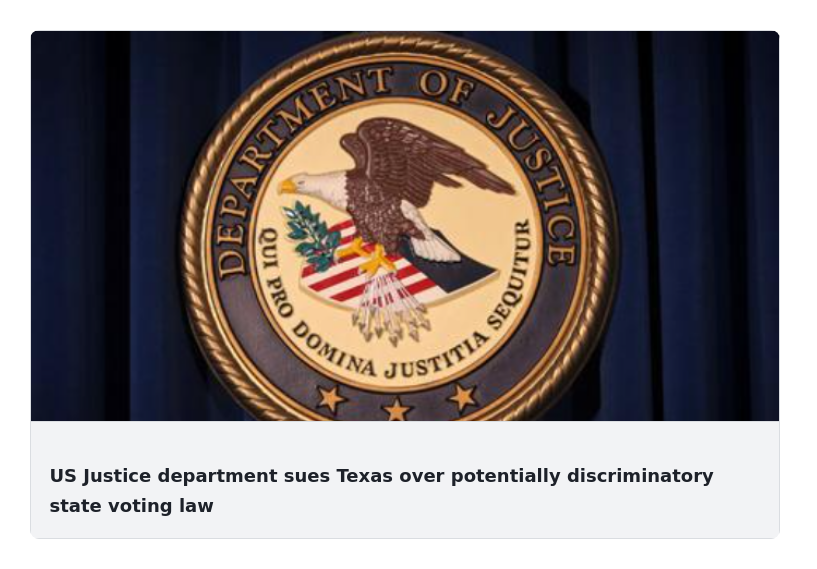 DEPARTMENT OF JUSTICE
QUI PRO DOMINA JUSTITIA SEQUITUR
US Justice department sues Texas over potentially discriminatory
state voting law